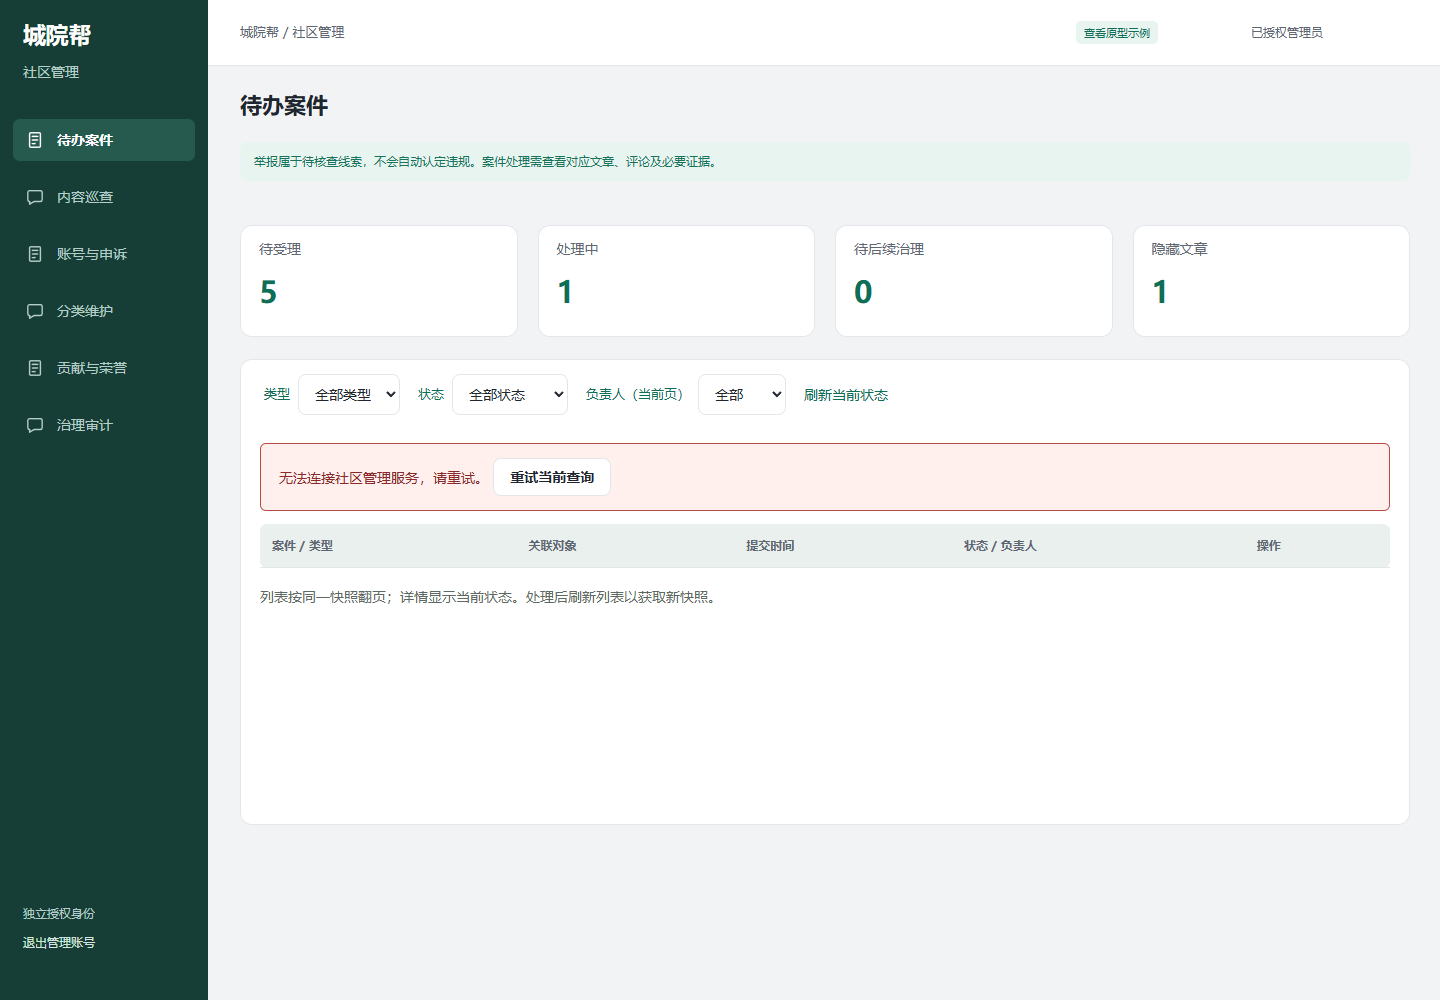 城院帮
社区管理
待办案件
内容巡查
账号与申诉
分类维护
贡献与荣誉
治理审计
独立授权身份
退出管理账号
城院帮 / 社区管理
查看原型示例
已授权管理员
待办案件
举报属于待核查线索，不会自动认定违规。案件处理需查看对应文章、评论及必要证据。
待受理
5
处理中
1
待后续治理
0
隐藏文章
1
类型 全部类型 状态 全部状态 负责人（当前页） 全部 刷新当前状态
无法连接社区管理服务，请重试。 重试当前查询
案件 / 类型 关联对象 提交时间 状态 / 负责人 操作
列表按同一快照翻页；详情显示当前状态。处理后刷新列表以获取新快照。